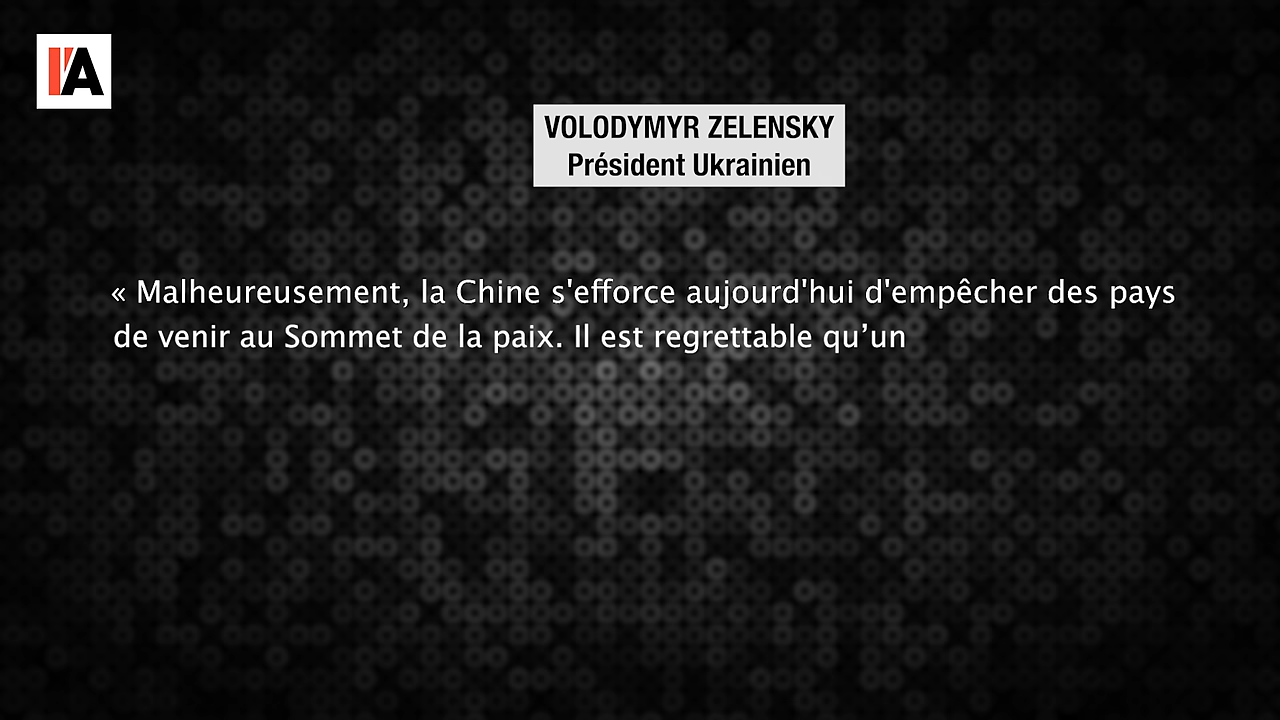 l'A
VOLODYMYR ZELENSKY
Président Ukrainien
« Malheureusement, la Chine s'efforce aujourd'hui d'empêcher des pays
de venir au Sommet de la paix. Il est regrettable qu’un